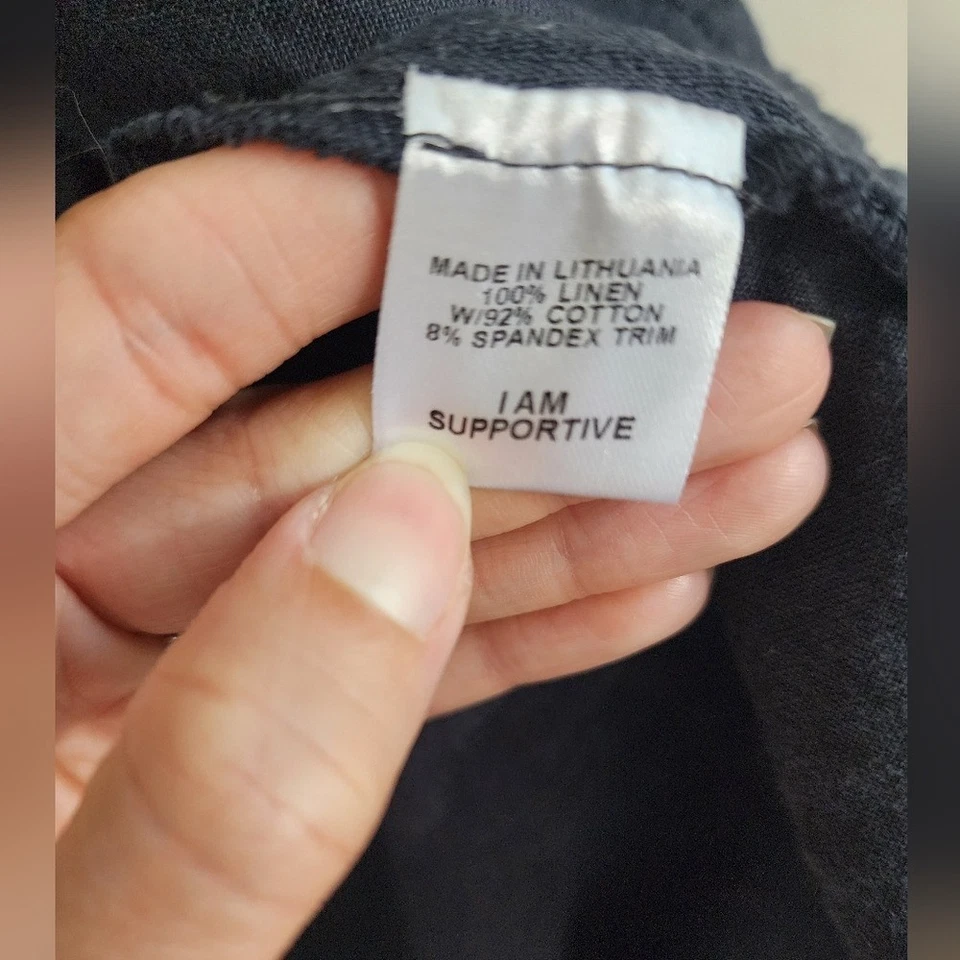 MADE IN LITHUANIA
100% LINEN
W/92% COTTON
8% SPANDEX TRIM
I AM
SUPPORTIVE